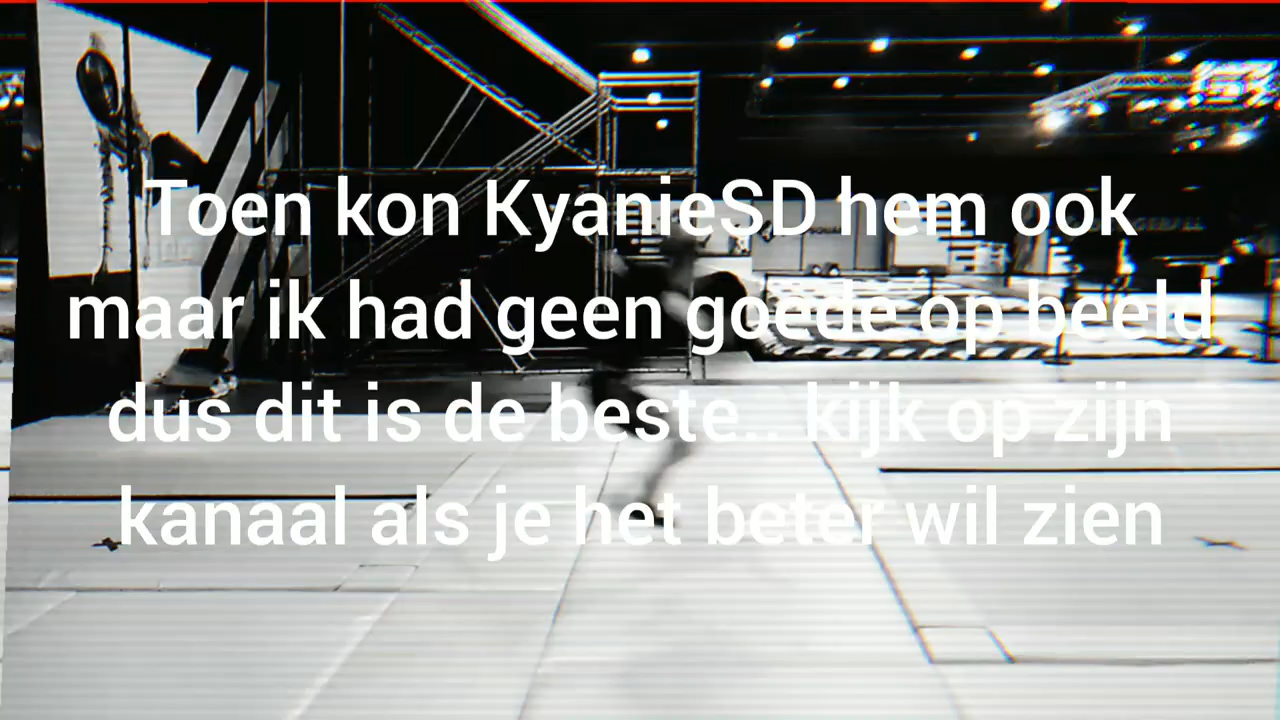 Toen kon KyanieSD hem ook
maar ik had geen goede op beeld
dus dit is de beste.. kijk op zijn
kanaal als je het beter wil zien